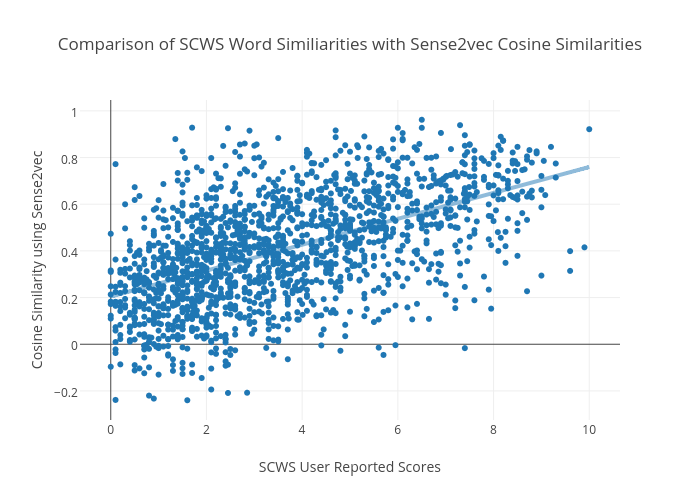 Comparison of SCWS Word Similiarities with Sense2vec Cosine Similarities
1
0.8
0.6
0.4
0.2
0
−0.2
Cosine Similarity using Sense2vec
0 2 4 6 8 10
SCWS User Reported Scores